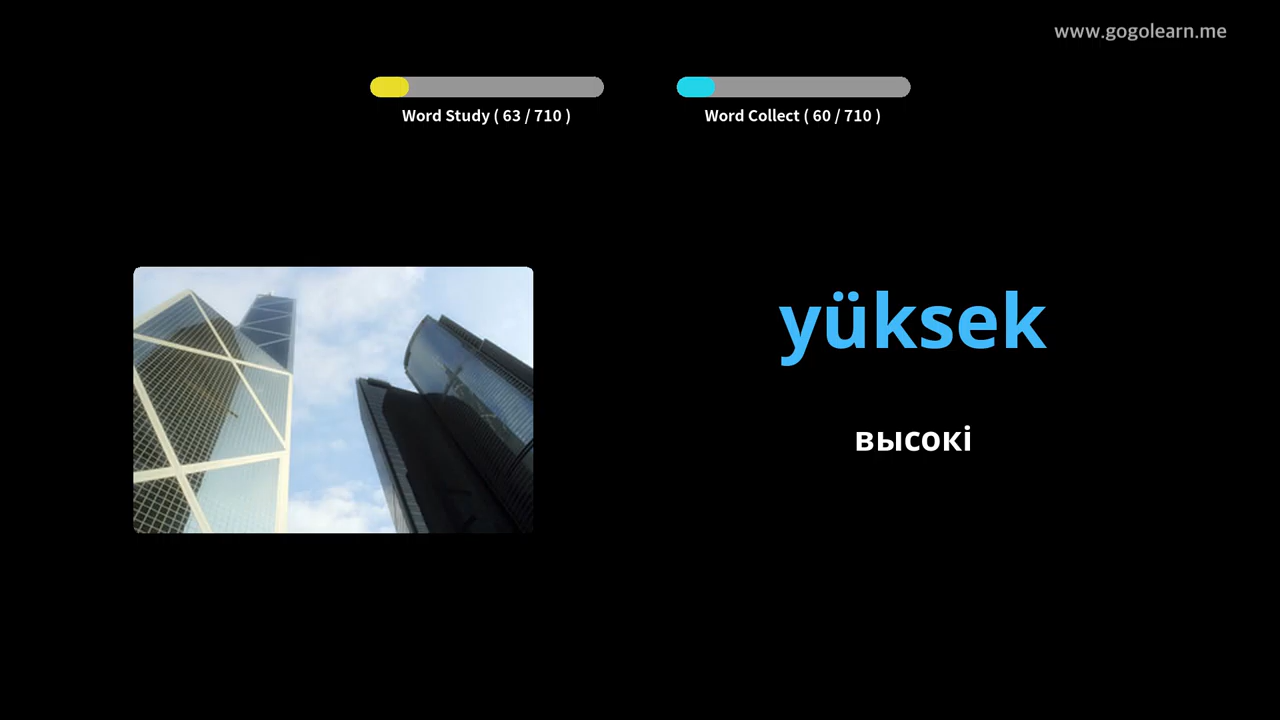 www.gogolearn.me
Word Study ( 63 / 710 )
Word Collect ( 60 / 710 )
yüksek
высокі